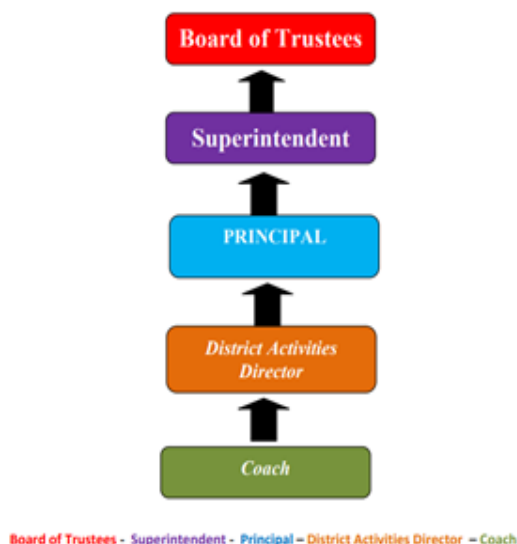 Board of Trustees
Superintendent
PRINCIPAL
District Activities
Director
Coach
Board of Trustees - Superintendent - Principal – District Activities Director – Coach